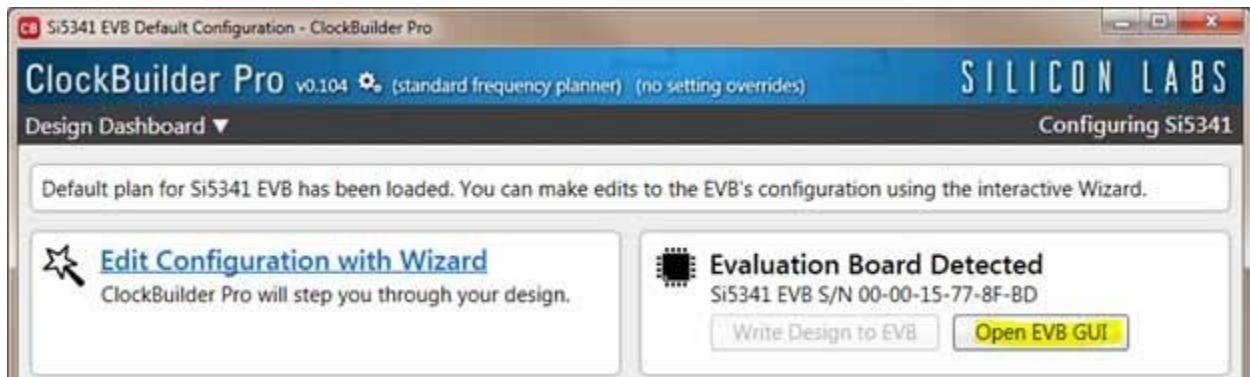 CB Si5341 EVB Default Configuration - ClockBuilder Pro
ClockBuilder Pro v0.104 (standard frequency planner) (no setting overrides) SILICON LABS
Design Dashboard ▼ Configuring Si5341
Default plan for Si5341 EVB has been loaded. You can make edits to the EVB's configuration using the interactive Wizard.
Edit Configuration with Wizard
ClockBuilder Pro will step you through your design.
Evaluation Board Detected
Si5341 EVB S/N 00-00-15-77-8F-BD
Write Design to EVB Open EVB GUI